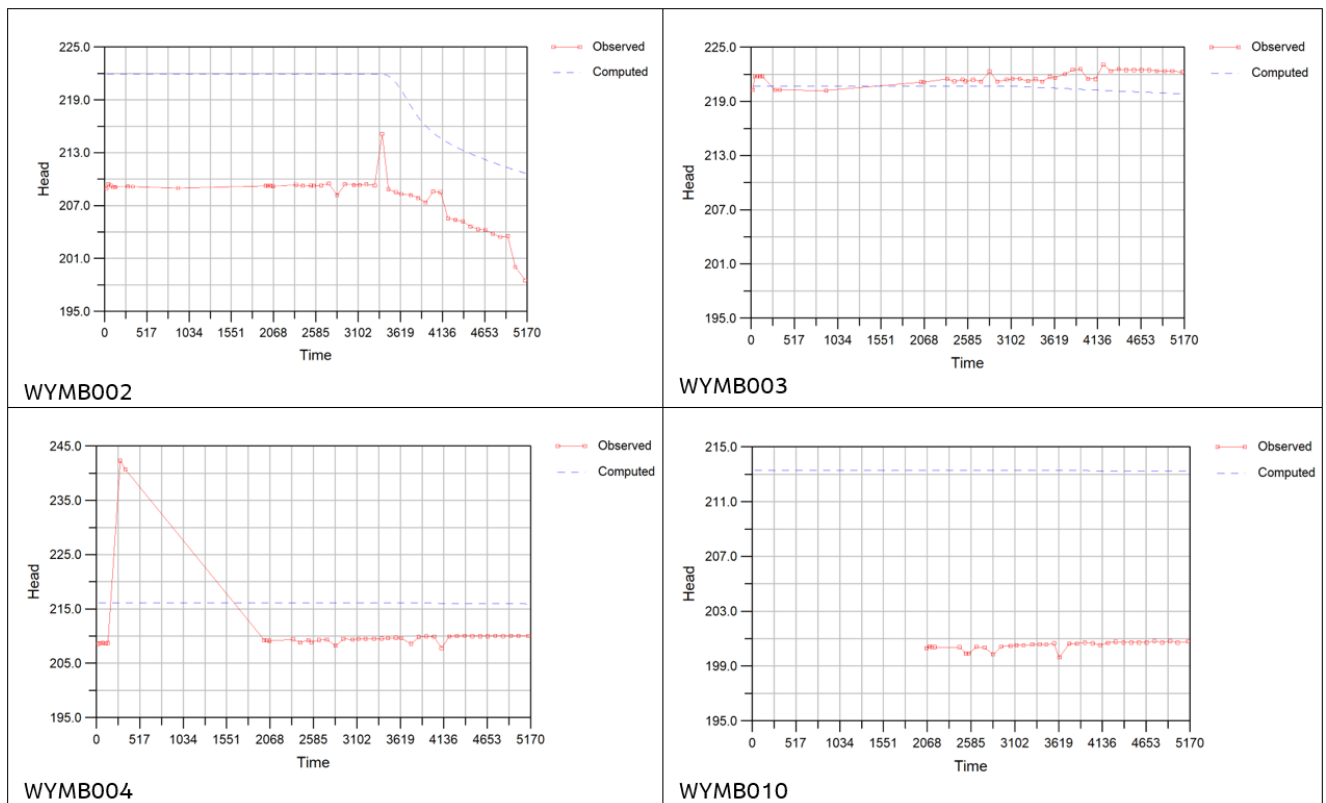 225.0
219.0
213.0
207.0
201.0
195.0
Head
0 517 1034 1551 2068 2585 3102 3619 4136 4653 5170
Time
Observed
Computed
WYMB002
225.0
219.0
213.0
207.0
201.0
195.0
Head
0 517 1034 1551 2068 2585 3102 3619 4136 4653 5170
Time
Observed
Computed
WYMB003
245.0
235.0
225.0
215.0
205.0
195.0
Head
0 517 1034 1551 2068 2585 3102 3619 4136 4653 5170
Time
Observed
Computed
WYMB004
215.0
211.0
207.0
203.0
199.0
195.0
Head
0 517 1034 1551 2068 2585 3102 3619 4136 4653 5170
Time
Observed
Computed
WYMB010